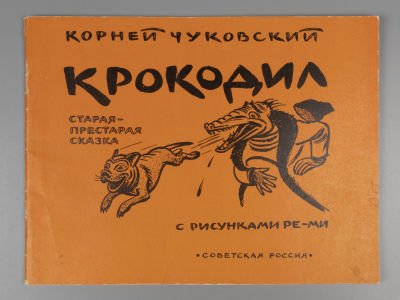 КОРНЕЙ ЧУКОВСКИЙ
КРОКОДИЛ
СТАРАЯ-
ПРЕСТАРАЯ
СКАЗКА
С РИСУНКАМИ РЕ-МИ
* СОВЕТСКАЯ РОССИЯ *